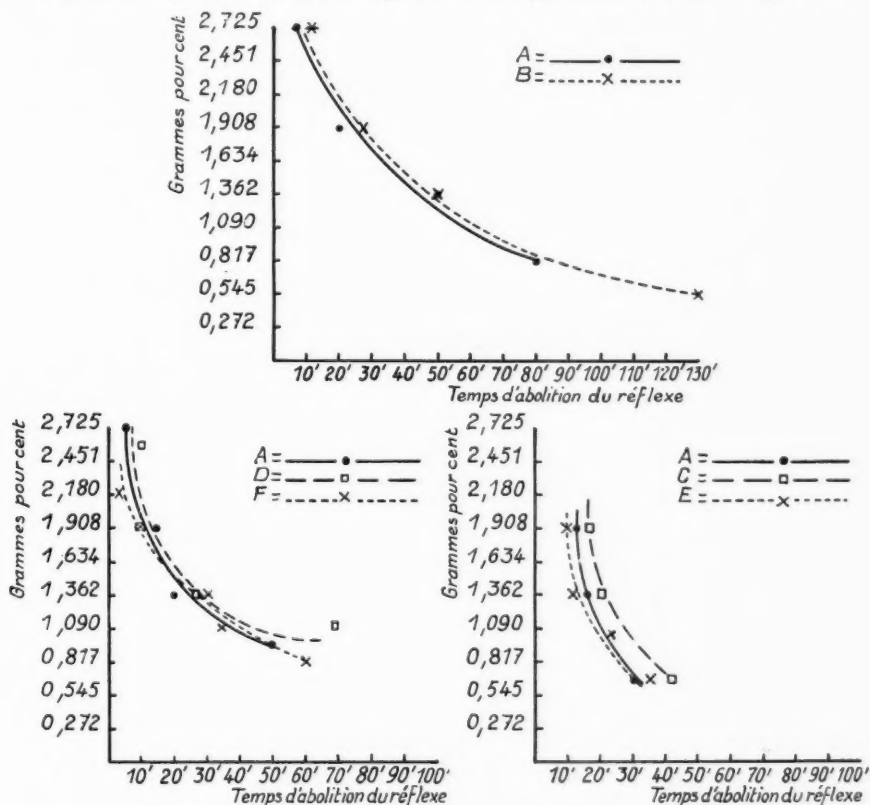 Grammes pour cent
2,725
2,451
2,180
1,908
1,634
1,362
1,090
0,817
0,545
0,272
A=
B=
10' 20' 30' 40' 50' 60' 70' 80' 90' 100' 110' 120' 130'
Temps d'abolition du réflexe
Grammes pour cent
2,725
2,451
2,180
1,908
1,634
1,362
1,090
0,817
0,545
0,272
A=
D=
F=
10' 20' 30' 40' 50' 60' 70' 80' 90' 100'
Temps d'abolition du réflexe
Grammes pour cent
2,725
2,451
2,180
1,908
1,634
1,362
1,090
0,817
0,545
0,272
A=
C=
E=
10' 20' 30' 40' 50' 60' 70' 80' 90' 100'
Temps d'abolition du réflexe